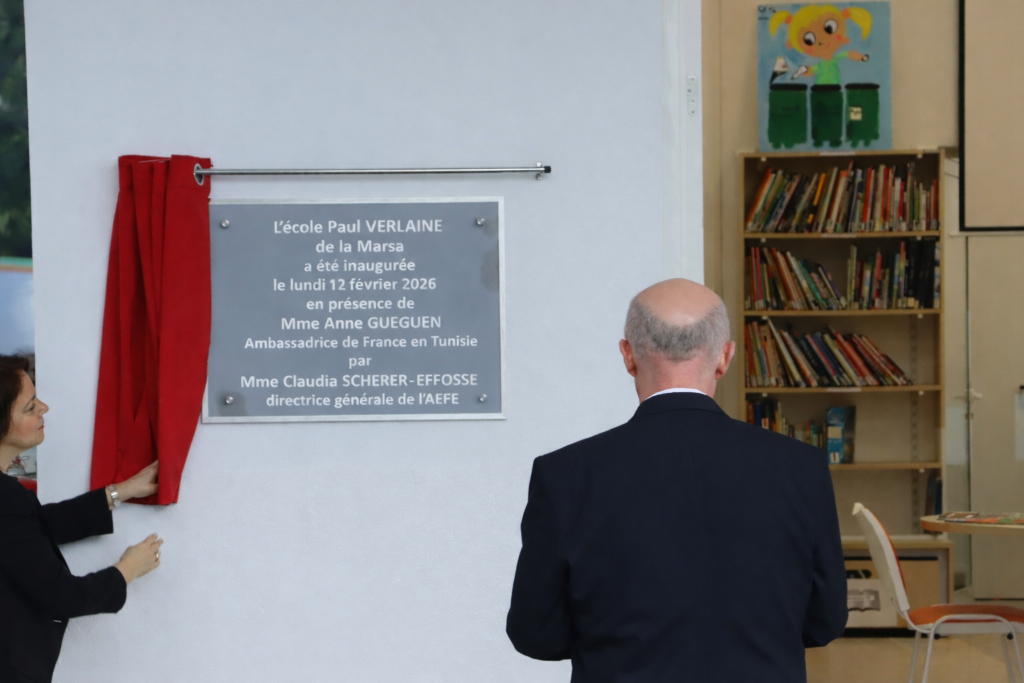 L'école Paul VERLAINE
de la Marsa
a été inaugurée
le lundi 12 février 2026
en présence de
Mme Anne GUEGUEN
Ambassadrice de France en Tunisie
par
Mme Claudia SCHERER-EFFOSSE
directrice générale de l'AEFE